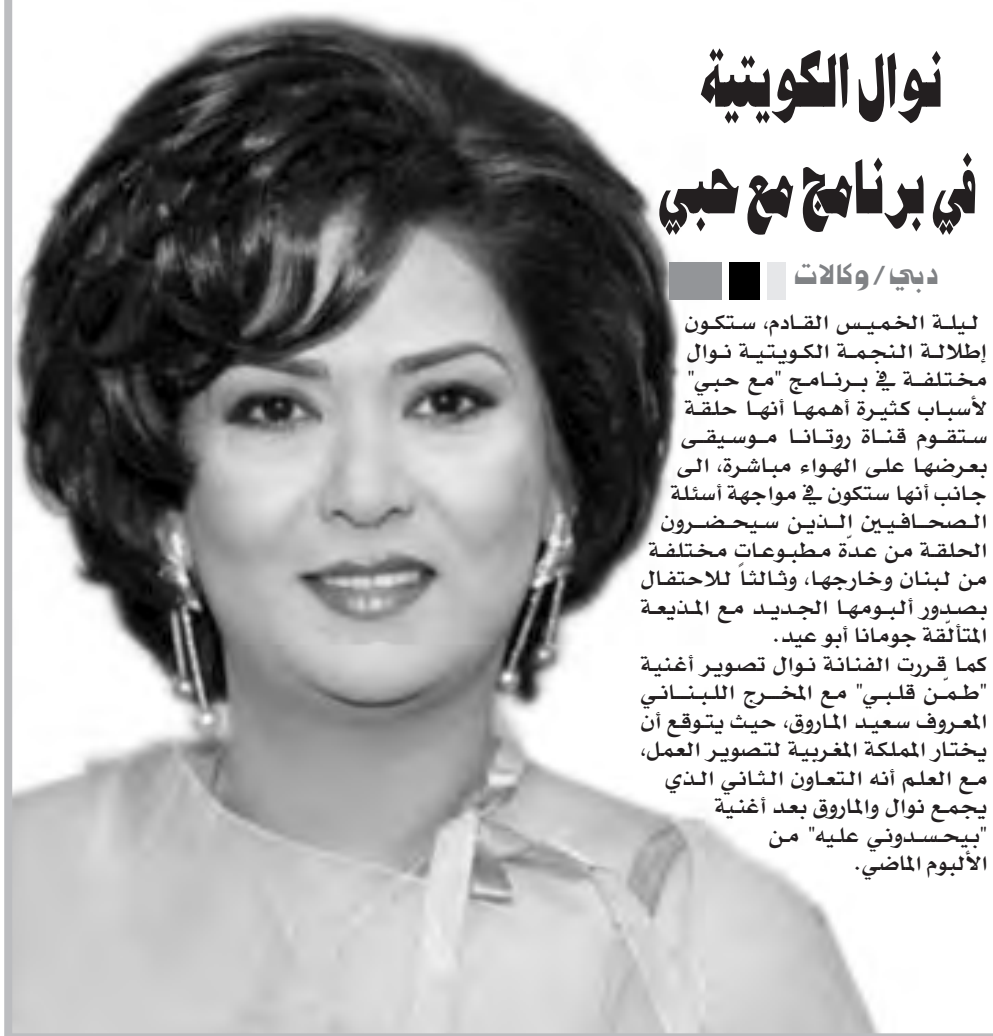 نوال الكويتية
في برنامج مع حبي
دبي/وكالات
ليلة الخميس القادم، ستكون
إطلالة النجمة الكويتية نوال
مختلفة في برنامج "مع حبي"
لأسباب كثيرة أهمها أنها حلقة
ستقوم قناة روتانا موسيقى
بعرضها على الهواء مباشرة، الى
جانب أنها ستكون في مواجهة أسئلة
الصحافيين الذين سيحضرون
الحلقة من عدّة مطبوعات مختلفة
من لبنان وخارجها، وثالثاً للاحتفال
بصدور ألبومها الجديد مع المذيعة
المتألّقة جومانا أبو عيد.
كما قررت الفنانة نوال تصوير أغنية
"طمّن قلبي" مع المخرج اللبناني
المعروف سعيد الماروق، حيث يتوقع أن
يختار المملكة المغربية لتصوير العمل،
مع العلم أنه التعاون الثاني الذي
يجمع نوال والماروق بعد أغنية
"بيحسدوني عليه" من
الألبوم الماضي.